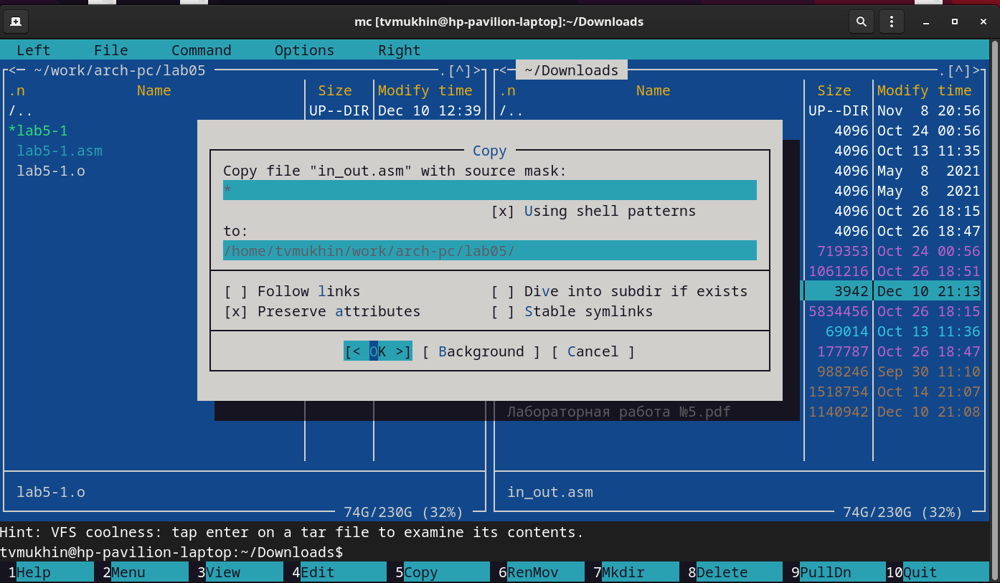 mc [tvmukhin@hp-pavilion-laptop]:~/Downloads
Left File Command Options Right
<─ ~/work/arch-pc/lab05 .[^]> <─ ~/Downloads .[^]>
.n Name Size Modify time .n Name Size Modify time
/.. UP--DIR Dec 10 12:39 /.. UP--DIR Nov 8 20:56
*lab5-1 4096 Oct 24 00:56
lab5-1.asm Copy 4096 Oct 13 11:35
lab5-1.o Copy file "in_out.asm" with source mask: 4096 May 8 2021
* 4096 May 8 2021
[x] Using shell patterns 4096 Oct 26 18:15
to: 4096 Oct 26 18:47
/home/tvmukhin/work/arch-pc/lab05/ 719353 Oct 24 00:56
1061216 Oct 26 18:51
[ ] Follow links [ ] Dive into subdir if exists 3942 Dec 10 21:13
[x] Preserve attributes [ ] Stable symlinks 5834456 Oct 26 18:15
69014 Oct 13 11:36
[< OK >] [ Background ] [ Cancel ] 177787 Oct 26 18:47
988246 Sep 30 11:10
1518754 Oct 14 21:07
Лабораторная работа №5.pdf 1140942 Dec 10 21:08
lab5-1.o in_out.asm
74G/230G (32%) 74G/230G (32%)
Hint: VFS coolness: tap enter on a tar file to examine its contents.
tvmukhin@hp-pavilion-laptop:~/Downloads$
1Help 2Menu 3View 4Edit 5Copy 6RenMov 7Mkdir 8Delete 9PullDn 10Quit